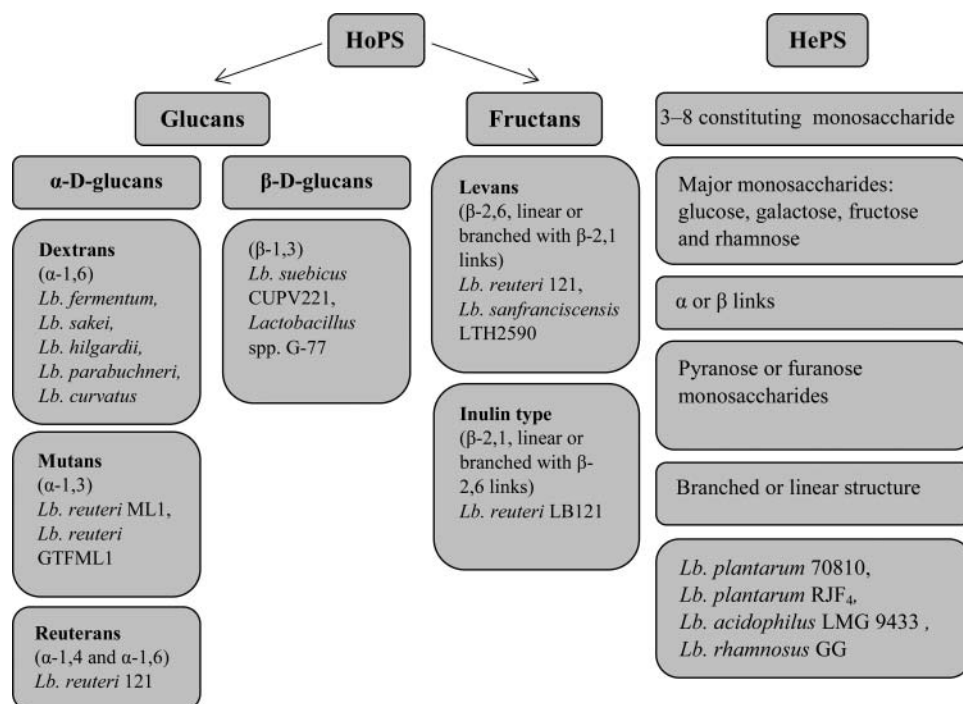 HoPS
HePS
Glucans
Fructans
3–8 constituting monosaccharide
α-D-glucans
β-D-glucans
Dextrans
(α-1,6)
Lb. fermentum,
Lb. sakei,
Lb. hilgardii,
Lb. parabuchneri,
Lb. curvatus
Mutans
(α-1,3)
Lb. reuteri ML1,
Lb. reuteri
GTFML1
Reuterans
(α-1,4 and α-1,6)
Lb. reuteri 121
(β-1,3)
Lb. suebicus
CUPV221,
Lactobacillus
spp. G-77
Levans
(β-2,6, linear or
branched with β-2,1
links)
Lb. reuteri 121,
Lb. sanfranciscensis
LTH2590
Inulin type
(β-2,1, linear or
branched with β-
2,6 links)
Lb. reuteri LB121
Major monosaccharides:
glucose, galactose, fructose
and rhamnose
α or β links
Pyranose or furanose
monosaccharides
Branched or linear structure
Lb. plantarum 70810,
Lb. plantarum RJF₄,
Lb. acidophilus LMG 9433 ,
Lb. rhamnosus GG